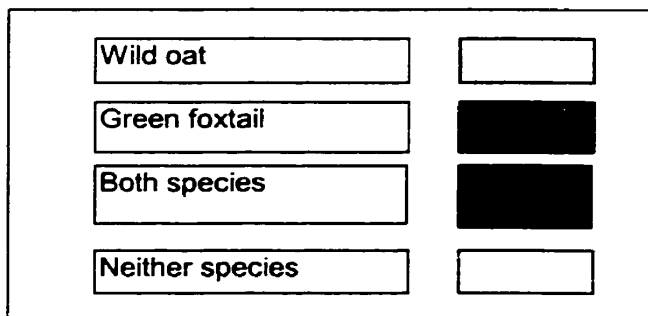 Wild oat
Green foxtail
Both species
Neither species